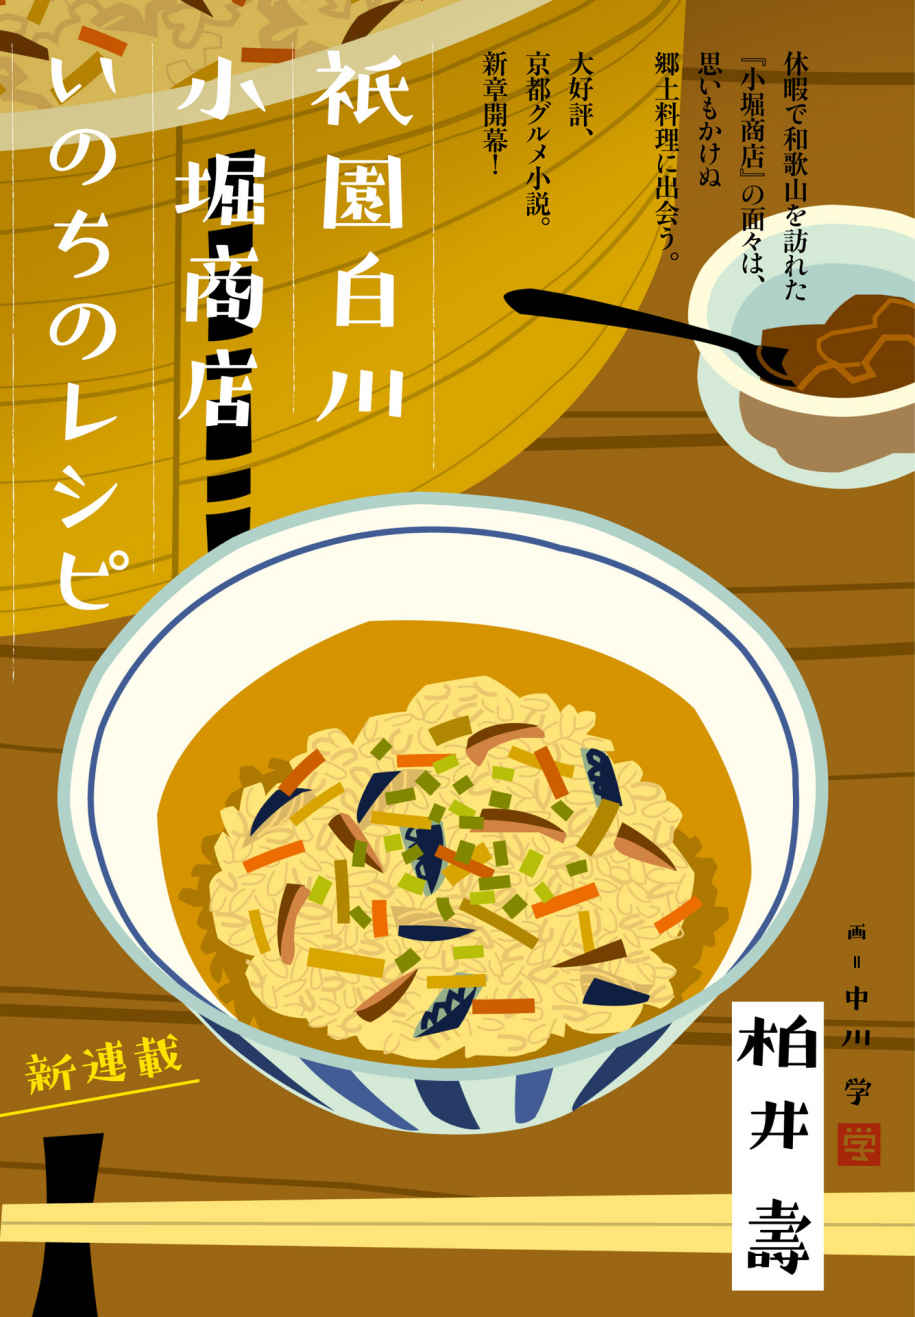 休暇で和歌山を訪れた
『小堀商店』の面々は、
思いもかけぬ
郷土料理に出会う。
大好評、
京都グルメ小説。
新章開幕！
祇園白川
小堀商店
いのちのレシピ
新連載
画＝中川 学
学
柏井 壽